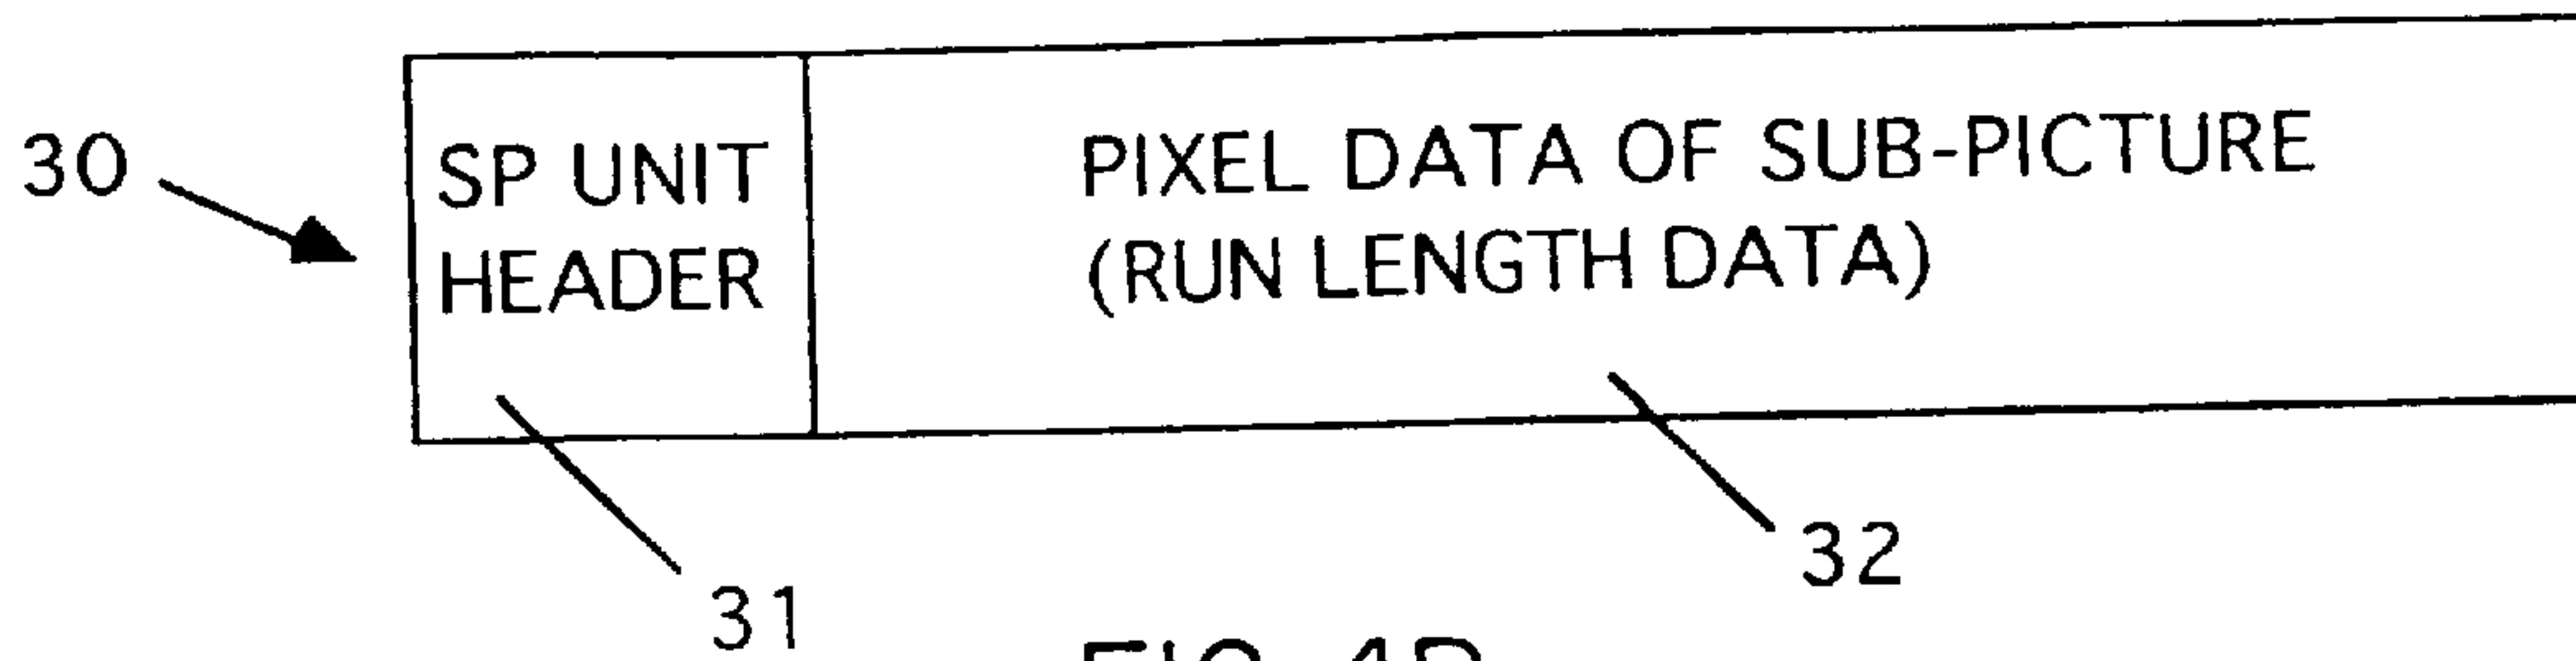 30
SP UNIT
HEADER
PIXEL DATA OF SUB-PICTURE
(RUN LENGTH DATA)
31
32